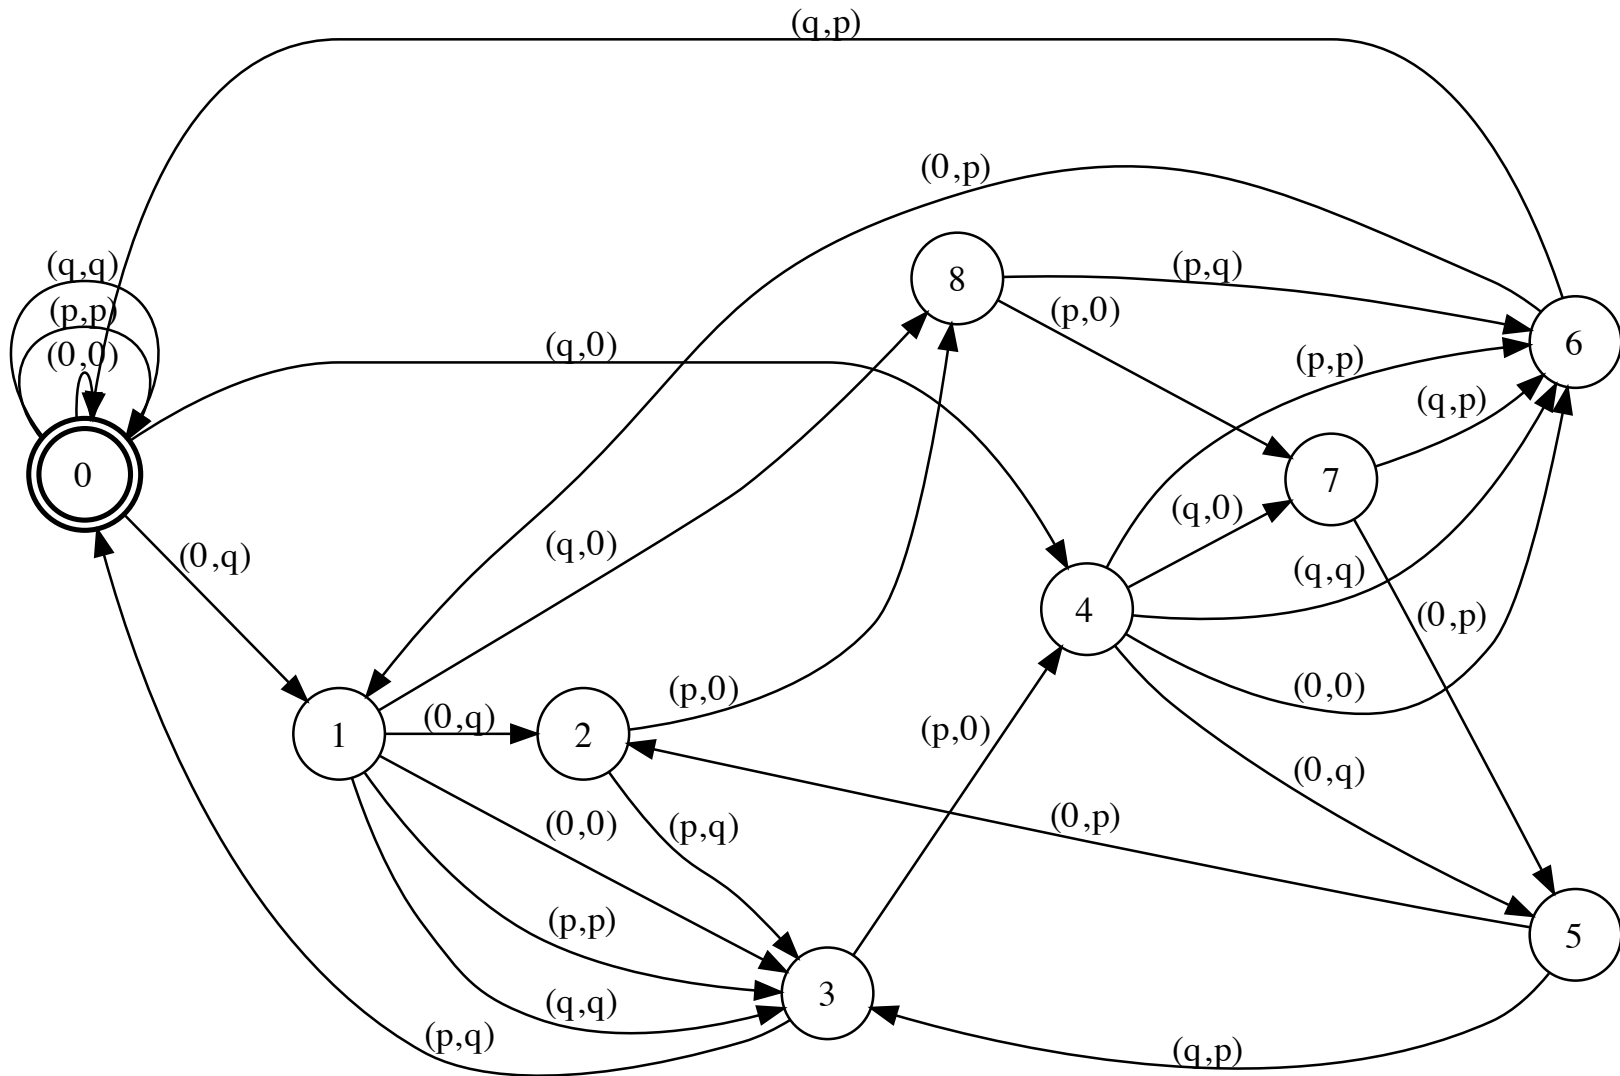 (q,p)
(0,p)
(q,q)
8
(p,q)
(p,p)
(p,0)
6
(0,0)
(q,0)
(p,p)
(q,p)
0
7
(q,0)
(0,q)
(q,0)
(q,q)
4
(0,p)
(p,0)
(0,0)
1
(0,q)
2
(p,0)
(0,q)
(0,0)
(p,q)
(0,p)
(p,p)
5
3
(q,q)
(p,q)
(q,p)